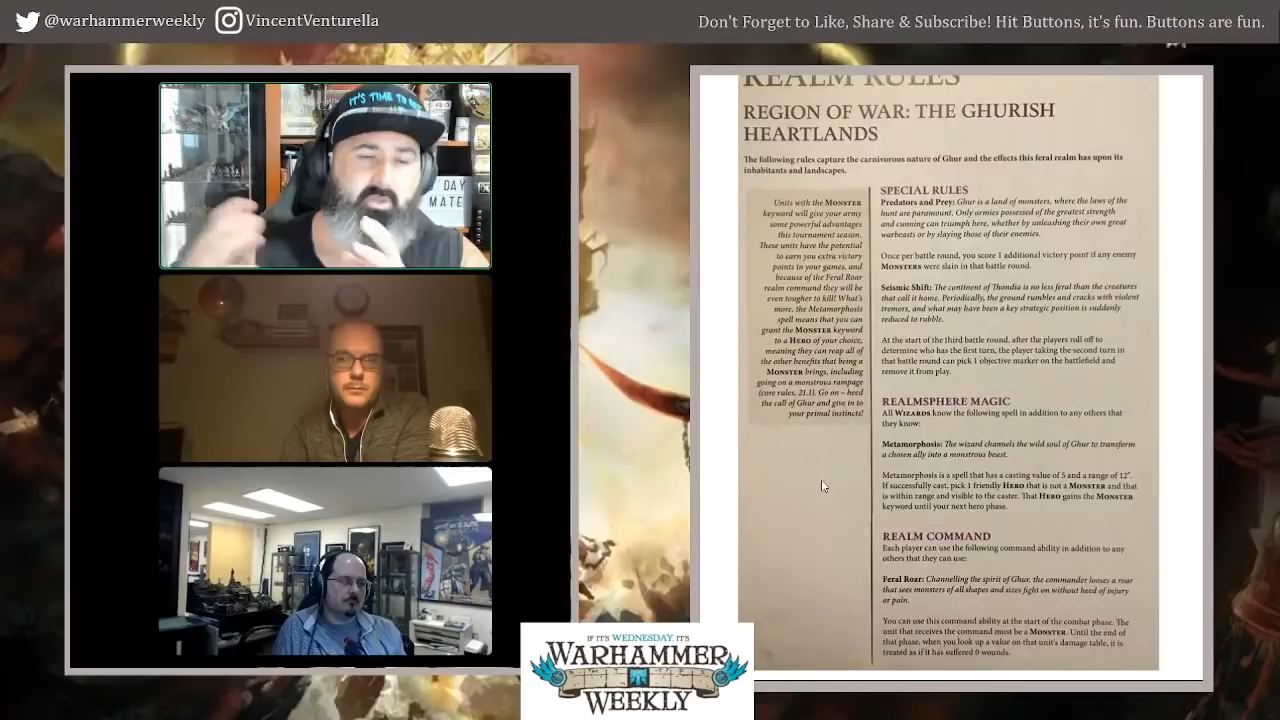 @warhammerweekly VincentVenturella
Don't Forget to Like, Share & Subscribe! Hit Buttons, it's fun. Buttons are fun.
IT'S TIME TO
DAY
MATE
REALM RULES
REGION OF WAR: THE GHURISH
HEARTLANDS
The following rules capture the carnivorous nature of Ghur and the effects this feral realm has upon its
inhabitants and landscapes.
Units with the MONSTER
keyword will give your army
some powerful advantages
this tournament season.
These units have the potential
to earn you extra victory
points in your games, and
because of the Feral Roar
realm command they will be
even tougher to kill! What's
more, the Metamorphosis
spell means that you can
grant the MONSTER keyword
to a HERO of your choice,
meaning they can reap all of
the other benefits that being a
MONSTER brings, including
going on a monstrous rampage
(core rules, 21.1). Go on – heed
the call of Ghur and give in to
your primal instincts!
SPECIAL RULES
Predators and Prey: Ghur is a land of monsters, where the laws of the
hunt are paramount. Only armies possessed of the greatest strength
and cunning can triumph here, whether by unleashing their own great
warbeasts or by slaying those of their enemies.
Once per battle round, you score 1 additional victory point if any enemy
MONSTERS were slain in that battle round.
Seismic Shift: The continent of Thondia is no less feral than the creatures
that call it home. Periodically, the ground rumbles and cracks with violent
tremors, and what may have been a key strategic position is suddenly
reduced to rubble.
At the start of the third battle round, after the players roll off to
determine who has the first turn, the player taking the second turn in
that battle round can pick 1 objective marker on the battlefield and
remove it from play.
REALMSPHERE MAGIC
All WIZARDS know the following spell in addition to any others that
they know:
Metamorphosis: The wizard channels the wild soul of Ghur to transform
a chosen ally into a monstrous beast.
Metamorphosis is a spell that has a casting value of 5 and a range of 12".
If successfully cast, pick 1 friendly HERO that is not a MONSTER and that
is within range and visible to the caster. That HERO gains the MONSTER
keyword until your next hero phase.
REALM COMMAND
Each player can use the following command ability in addition to any
others that they can use:
Feral Roar: Channelling the spirit of Ghur, the commander looses a roar
that sees monsters of all shapes and sizes fight on without heed of injury
or pain.
You can use this command ability at the start of the combat phase. The
unit that receives the command must be a MONSTER. Until the end of
that phase, when you look up a value on that unit's damage table, it is
treated as if it has suffered 0 wounds.
IF IT'S WEDNESDAY, IT'S
WARHAMMER
WEEKLY